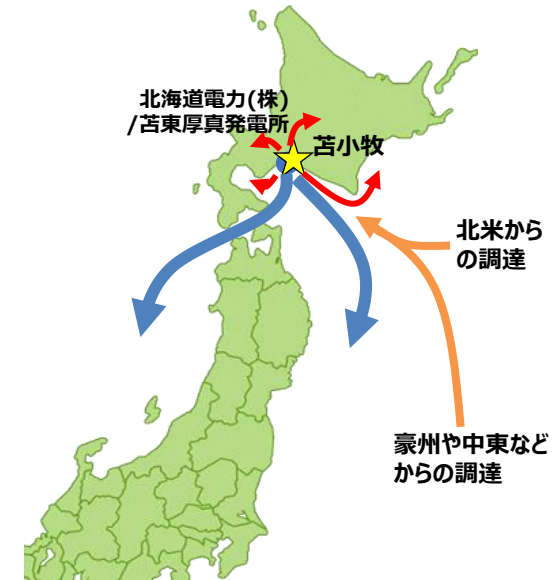 北海道電力(株)
/苫東厚真発電所
苫小牧
北米から
の調達
豪州や中東など
からの調達